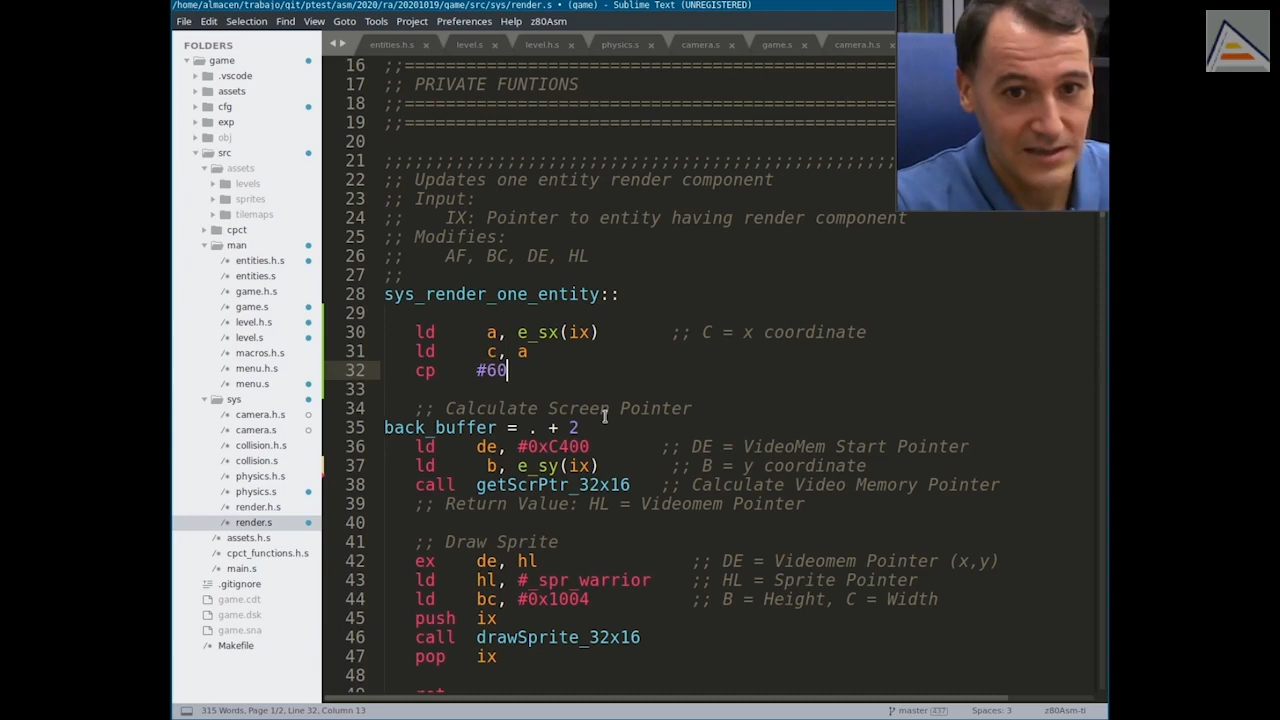 /home/almacen/trabajo/git/ptest/asm/2020/ra/20201019/game/src/sys/render.s • (game) - Sublime Text (UNREGISTERED)
File Edit Selection Find View Goto Tools Project Preferences Help z80Asm
FOLDERS
game
.vscode
assets
cfg
exp
obj
src
assets
levels
sprites
tilemaps
cpct
man
entities.h.s
entities.s
game.h.s
game.s
level.h.s
level.s
macros.h.s
menu.h.s
menu.s
sys
camera.h.s
camera.s
collision.h.s
collision.s
physics.h.s
physics.s
render.h.s
render.s
assets.h.s
cpct_functions.h.s
main.s
.gitignore
game.cdt
game.dsk
game.sna
Makefile
entities.h.s × level.s × level.h.s × physics.s × camera.s × game.s × camera.h.s ×
16 ;;==================================================
17 ;; PRIVATE FUNTIONS
18 ;;==================================================
19 ;;==================================================
20
21 ;;;;;;;;;;;;;;;;;;;;;;;;;;;;;;;;;;;;;;;;;;;;;;;;;;
22 ;; Updates one entity render component
23 ;; Input:
24 ;;    IX: Pointer to entity having render component
25 ;; Modifies:
26 ;;    AF, BC, DE, HL
27 ;;
28 sys_render_one_entity::
29
30    ld     a, e_sx(ix)       ;; C = x coordinate
31    ld     c, a
32    cp    #60
33
34    ;; Calculate Screen Pointer
35 back_buffer = . + 2
36    ld    de, #0xC400       ;; DE = VideoMem Start Pointer
37    ld     b, e_sy(ix)       ;; B = y coordinate
38    call  getScrPtr_32x16   ;; Calculate Video Memory Pointer
39    ;; Return Value: HL = Videomem Pointer
40
41    ;; Draw Sprite
42    ex    de, hl               ;; DE = Videomem Pointer (x,y)
43    ld    hl, #_spr_warrior    ;; HL = Sprite Pointer
44    ld    bc, #0x1004          ;; B = Height, C = Width
45    push  ix
46    call  drawSprite_32x16
47    pop   ix
48
315 Words, Page 1/2, Line 32, Column 13 master 437 Spaces: 3 z80Asm-ti